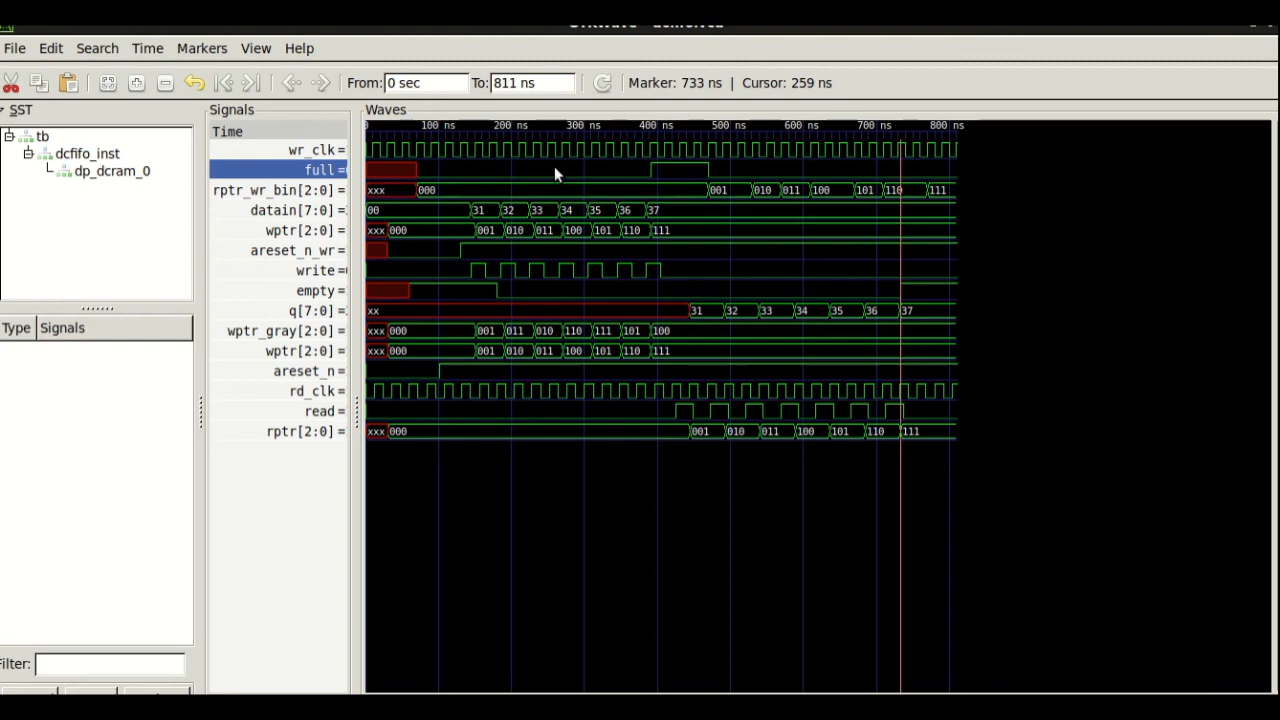 File Edit Search Time Markers View Help
From: 0 sec To: 811 ns Marker: 733 ns | Cursor: 259 ns
SST
tb
dcfifo_inst
dp_dcram_0
Type Signals
Filter:
Signals
Time
wr_clk=
full=
rptr_wr_bin[2:0]=
datain[7:0]=
wptr[2:0]=
areset_n_wr=
write=
empty=
q[7:0]=
wptr_gray[2:0]=
wptr[2:0]=
areset_n=
rd_clk=
read=
rptr[2:0]=
Waves
100 ns 200 ns 300 ns 400 ns 500 ns 600 ns 700 ns 800 ns
xxx 000 001 010 011 100 101 110 111
00 31 32 33 34 35 36 37
xxx 000 001 010 011 100 101 110 111
xx 31 32 33 34 35 36 37
xxx 000 001 011 010 110 111 101 100
xxx 000 001 010 011 100 101 110 111
xxx 000 001 010 011 100 101 110 111